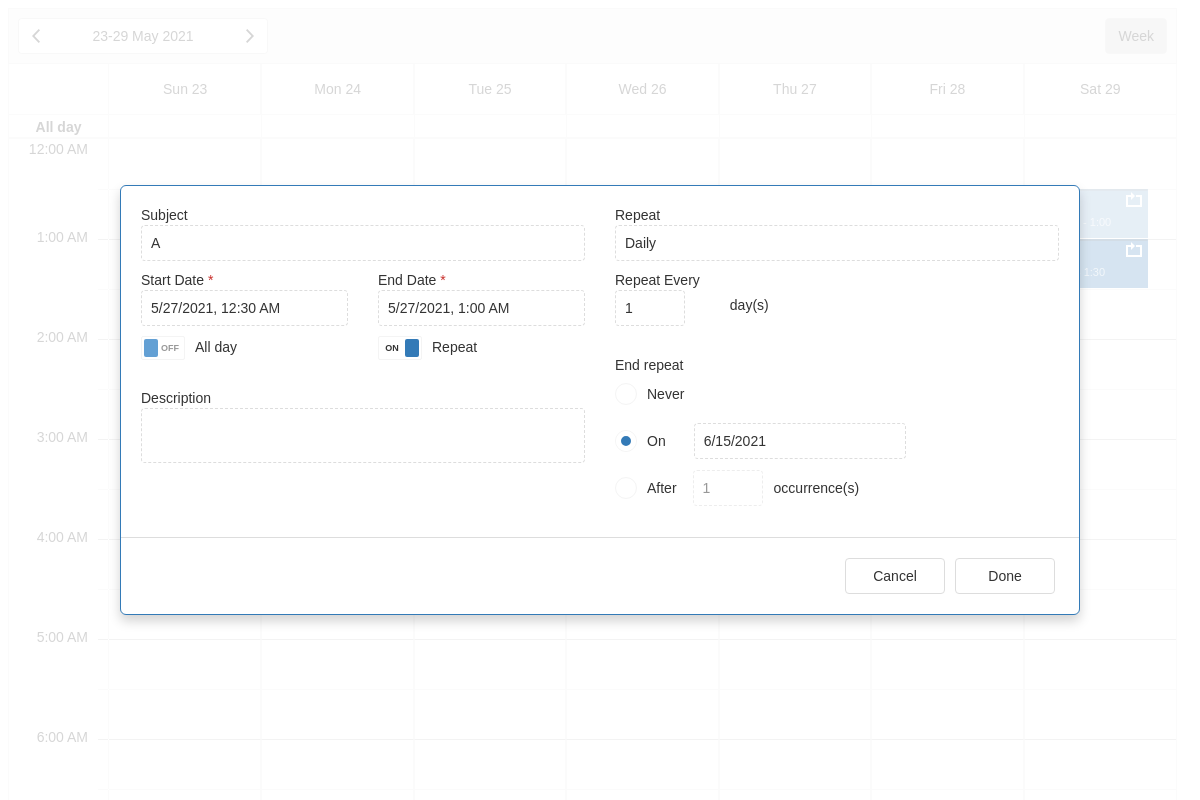 23-29 May 2021
Week
Sun 23
Mon 24
Tue 25
Wed 26
Thu 27
Fri 28
Sat 29
All day
12:00 AM
1:00 AM
2:00 AM
3:00 AM
4:00 AM
5:00 AM
6:00 AM
- 1:00
1:30
Subject
A
Start Date *
End Date *
5/27/2021, 12:30 AM
5/27/2021, 1:00 AM
OFF All day
ON Repeat
Description
Repeat
Daily
Repeat Every
1 day(s)
End repeat
Never
On 6/15/2021
After 1 occurrence(s)
Cancel
Done